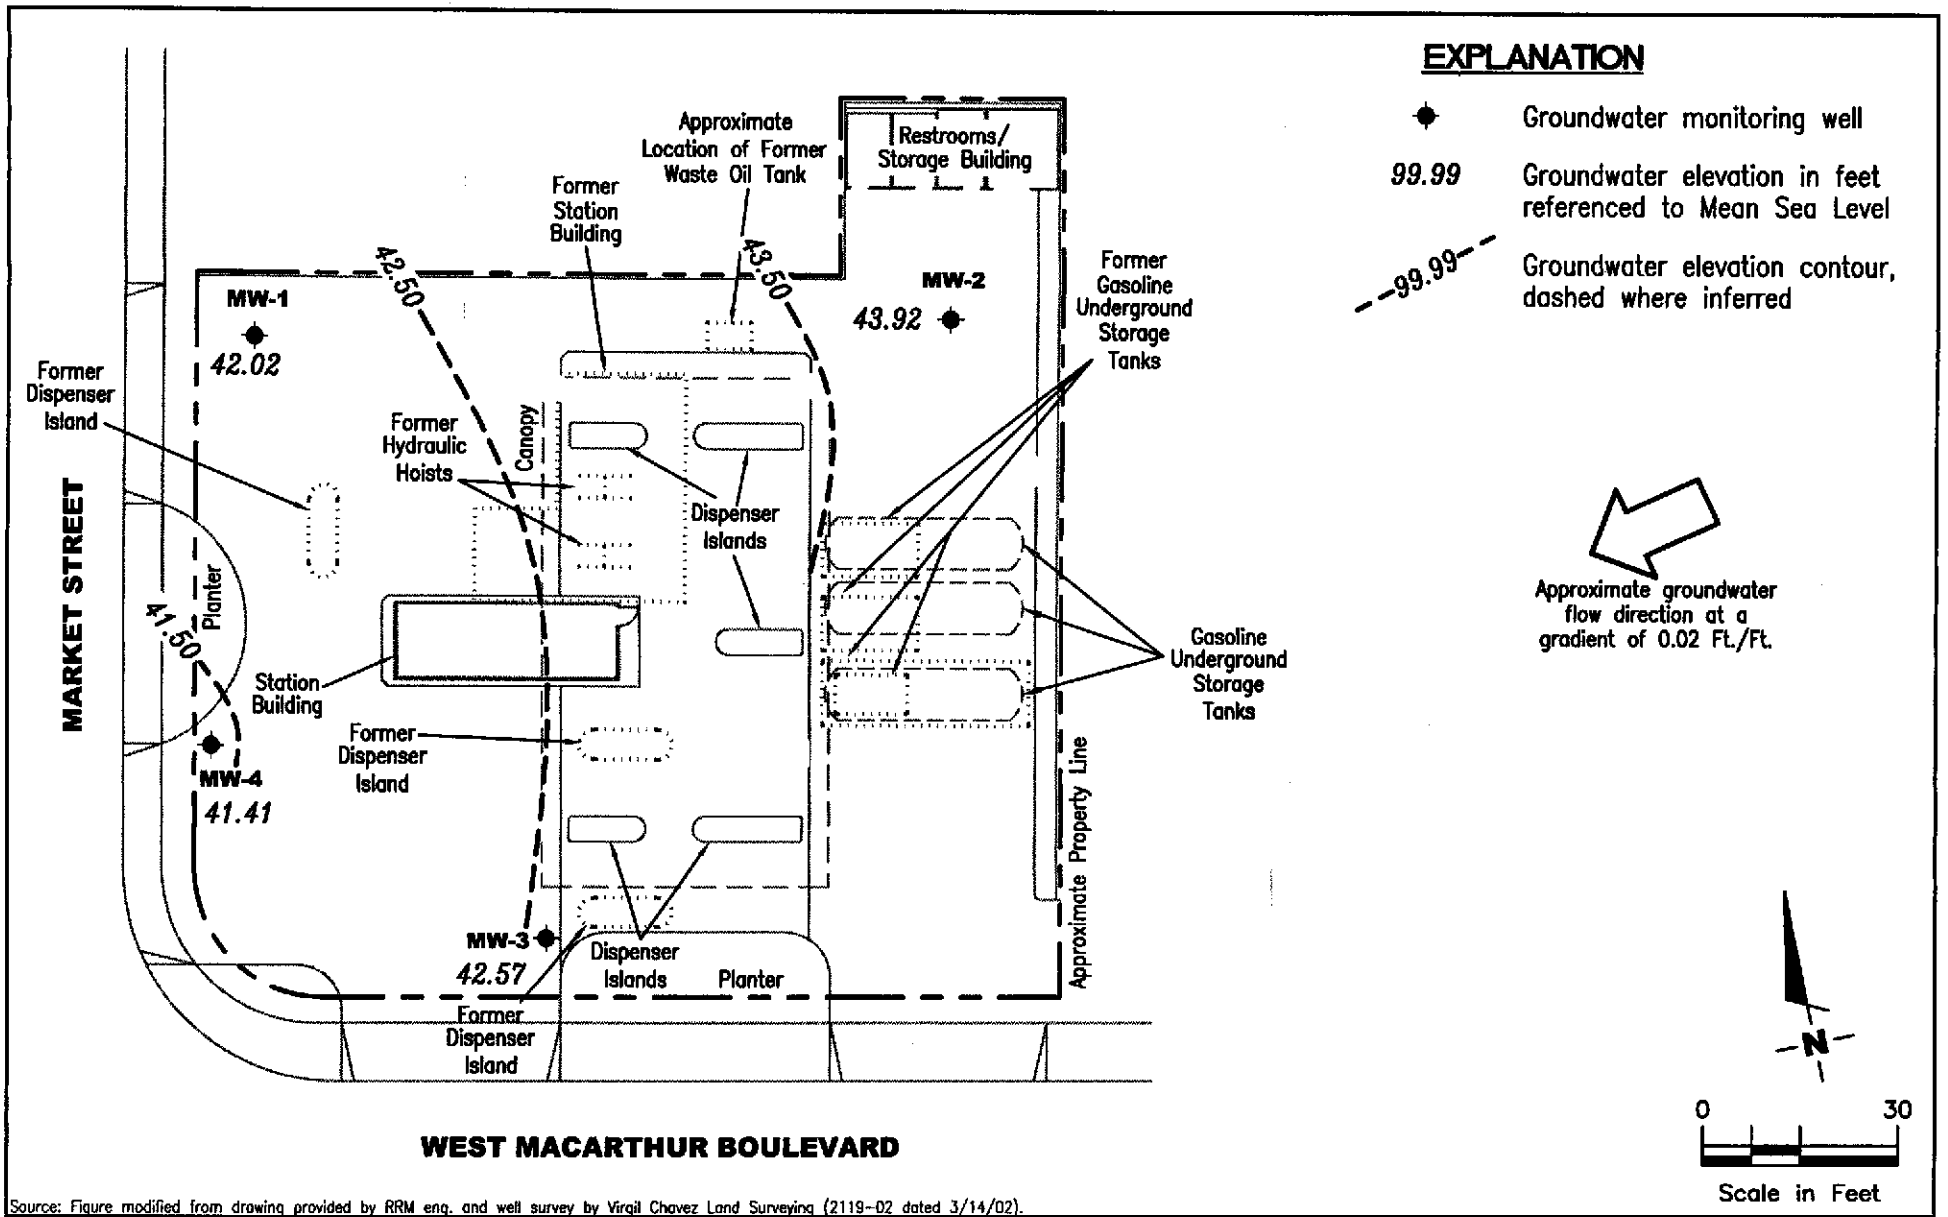 EXPLANATION
Groundwater monitoring well
99.99
Groundwater elevation in feet
referenced to Mean Sea Level
99.99
Groundwater elevation contour,
dashed where inferred
Approximate
Location of Former
Waste Oil Tank
Restrooms/
Storage Building
Former
Station
Building
42.50
43.50
MW-1
42.02
MW-2
43.92
Former
Gasoline
Underground
Storage
Tanks
Former
Dispenser
Island
Former
Hydraulic
Hoists
Canopy
Dispenser
Islands
MARKET STREET
Planter
41.50
Station
Building
Former
Dispenser
Island
Gasoline
Underground
Storage
Tanks
Approximate groundwater
flow direction at a
gradient of 0.02 Ft./Ft.
MW-4
41.41
Approximate Property Line
MW-3
42.57
Dispenser
Islands
Planter
Former
Dispenser
Island
N
0 30
Scale in Feet
WEST MACARTHUR BOULEVARD
Source: Figure modified from drawing provided by RRM eng. and well survey by Virgil Chavez Land Surveying (2119-02 dated 3/14/02).